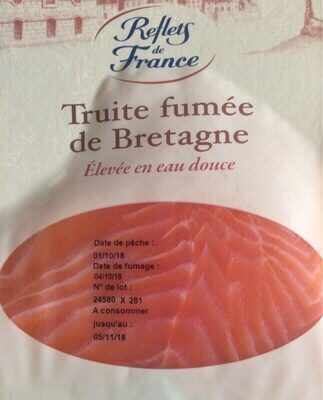 Reflets
de
France
Truite fumée
de Bretagne
Élevée en eau douce
Date de pêche :
01/10/18
Date de fumage :
04/10/18
N° de lot :
24580 X 281
A consommer
jusqu'au :
05/11/18